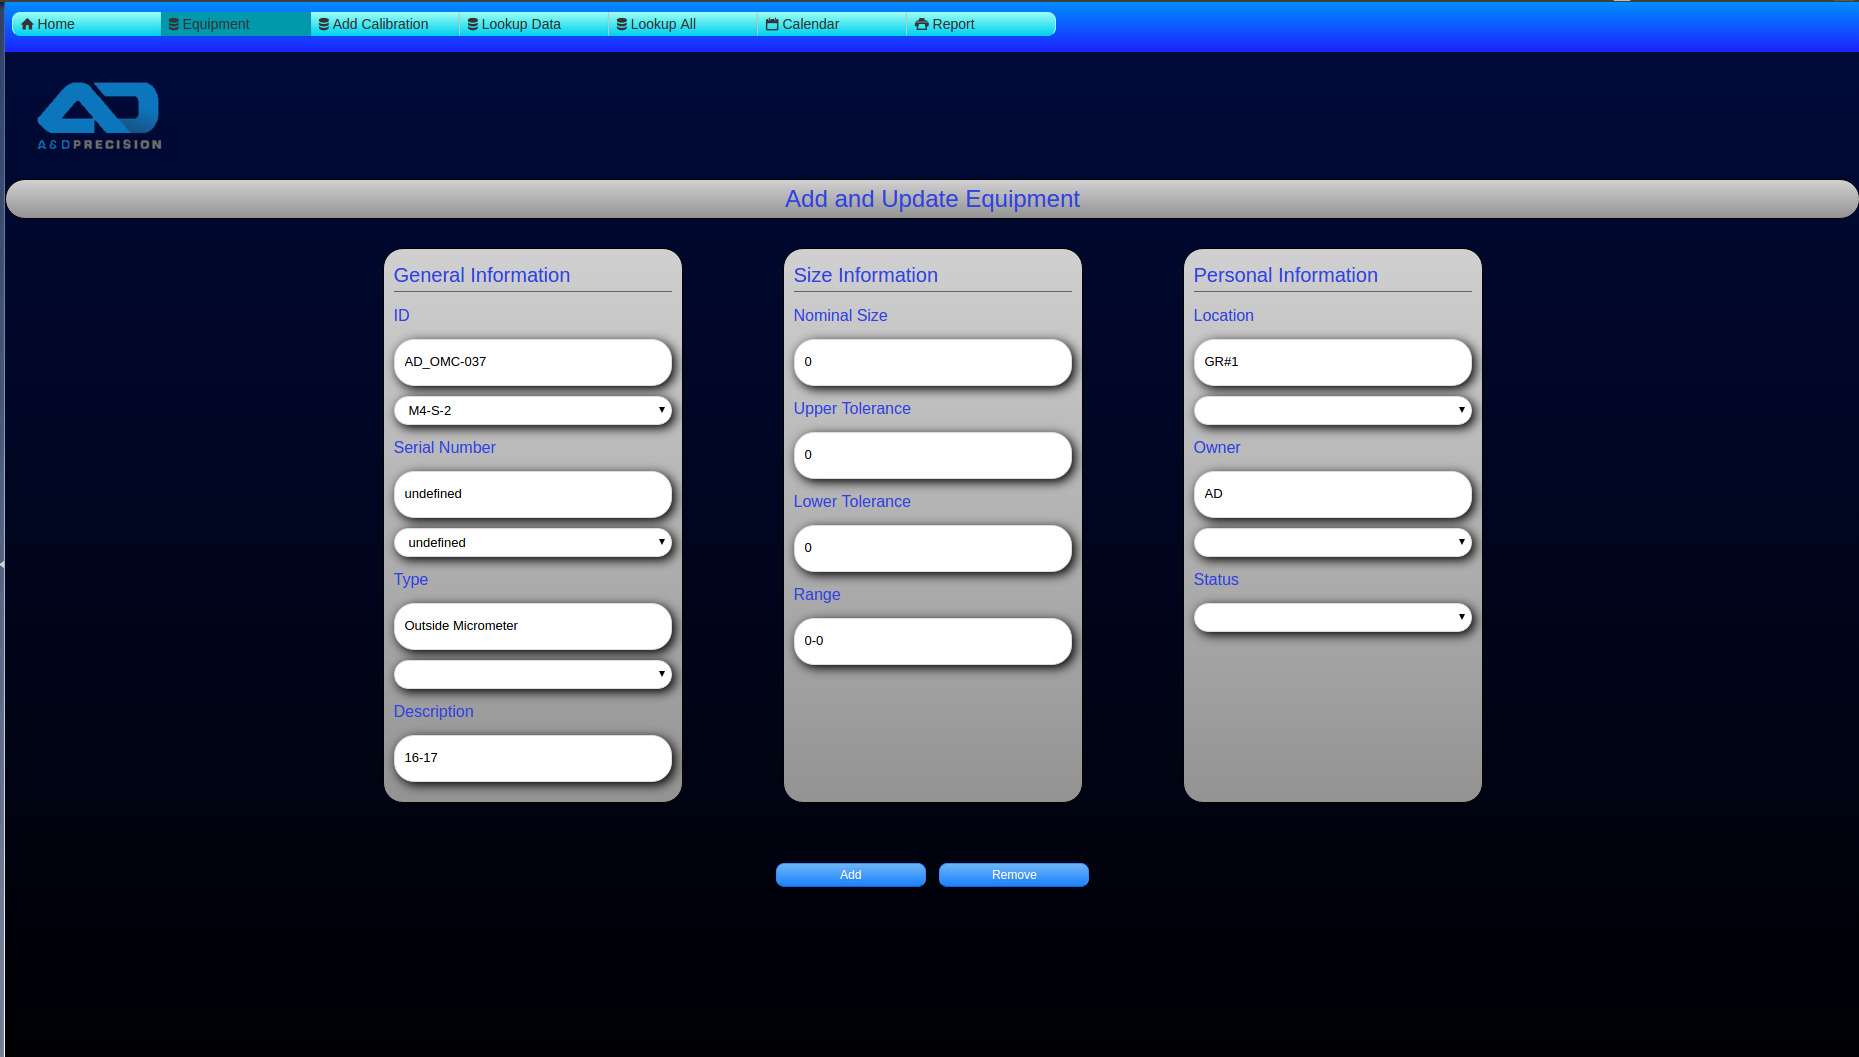 Home
Equipment
Add Calibration
Lookup Data
Lookup All
Calendar
Report
A&DPRECISION
Add and Update Equipment
General Information
ID
AD_OMC-037
M4-S-2
Serial Number
undefined
undefined
Type
Outside Micrometer
Description
16-17
Size Information
Nominal Size
0
Upper Tolerance
0
Lower Tolerance
0
Range
0-0
Personal Information
Location
GR#1
Owner
AD
Status
Add
Remove